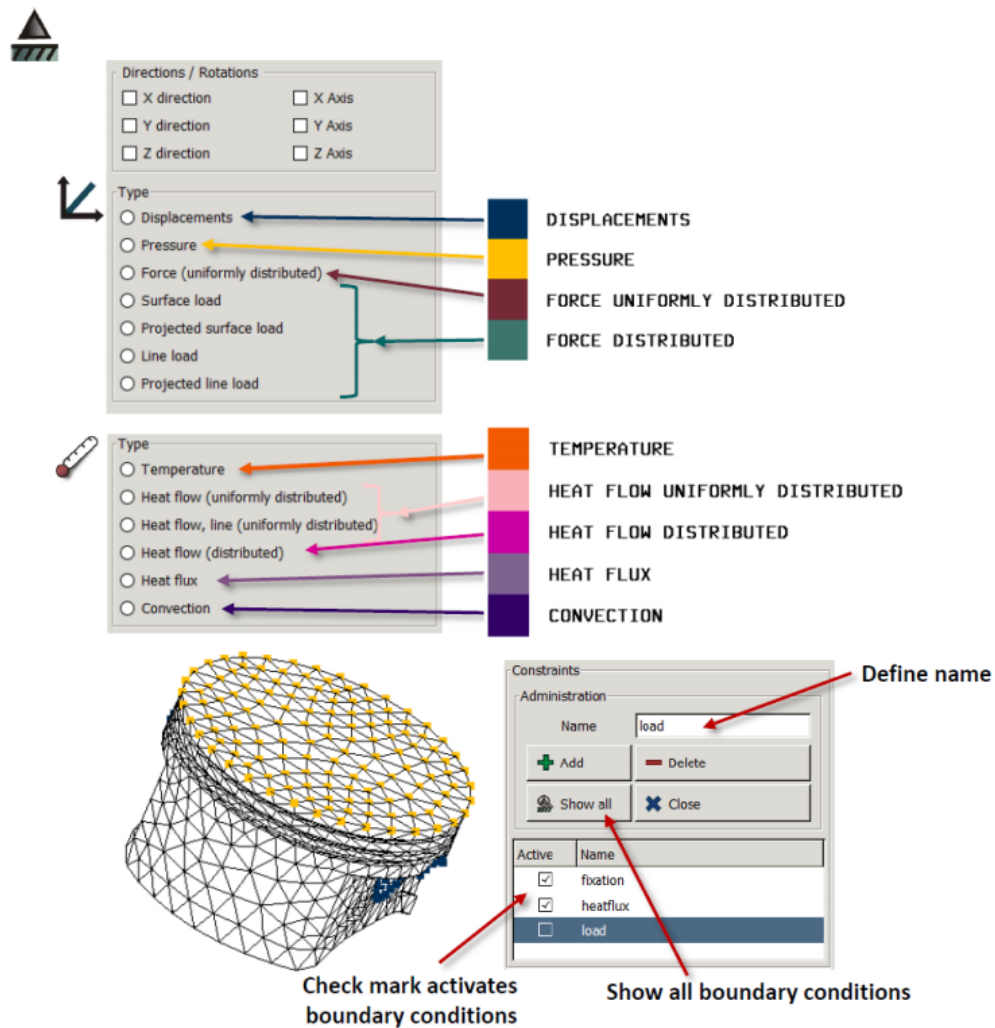 Directions / Rotations
X direction X Axis
Y direction Y Axis
Z direction Z Axis
Type
Displacements
Pressure
Force (uniformly distributed)
Surface load
Projected surface load
Line load
Projected line load
DISPLACEMENTS
PRESSURE
FORCE UNIFORMLY DISTRIBUTED
FORCE DISTRIBUTED
Type
Temperature
Heat flow (uniformly distributed)
Heat flow, line (uniformly distributed)
Heat flow (distributed)
Heat flux
Convection
TEMPERATURE
HEAT FLOW UNIFORMLY DISTRIBUTED
HEAT FLOW DISTRIBUTED
HEAT FLUX
CONVECTION
Constraints
Administration
Name load
Add Delete
Show all Close
Active Name
fixation
heatflux
load
Define name
Check mark activates
boundary conditions
Show all boundary conditions